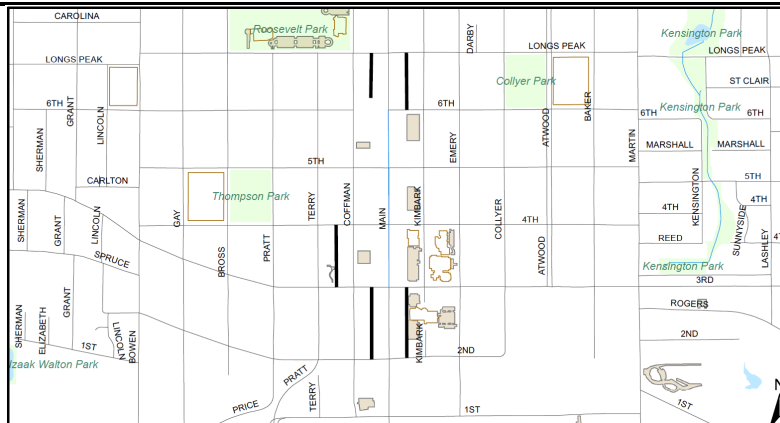 CAROLINA
Roosevelt Park
DARBY
LONGS PEAK
Kensington Park
LONGS PEAK
LONGS PEAK
Collyer Park
ST CLAIR
6TH
GRANT
LINCOLN
6TH
ATWOOD
BAKER
6TH
Kensington Park
6TH
SHERMAN
EMERY
MARTIN
MARSHALL
MARSHALL
5TH
5TH
CARLTON
Thompson Park
TERRY
COFFMAN
MAIN
KIMBARK
COLLYER
KENSINGTON
4TH
4TH
SHERMAN
GRANT
LINCOLN
GAY
4TH
SUNNYSIDE
LASHLEY
4T
BROSS
PRATT
ATWOOD
REED
SPRUCE
Kensington Park
3RD
GRANT
ROGERS
SHERMAN
ELIZABETH
LINCOLN
BOWEN
KIMBARK
2ND
2ND
1ST
Izaak Walton Park
PRATT
TERRY
PRICE
1ST
1ST
N